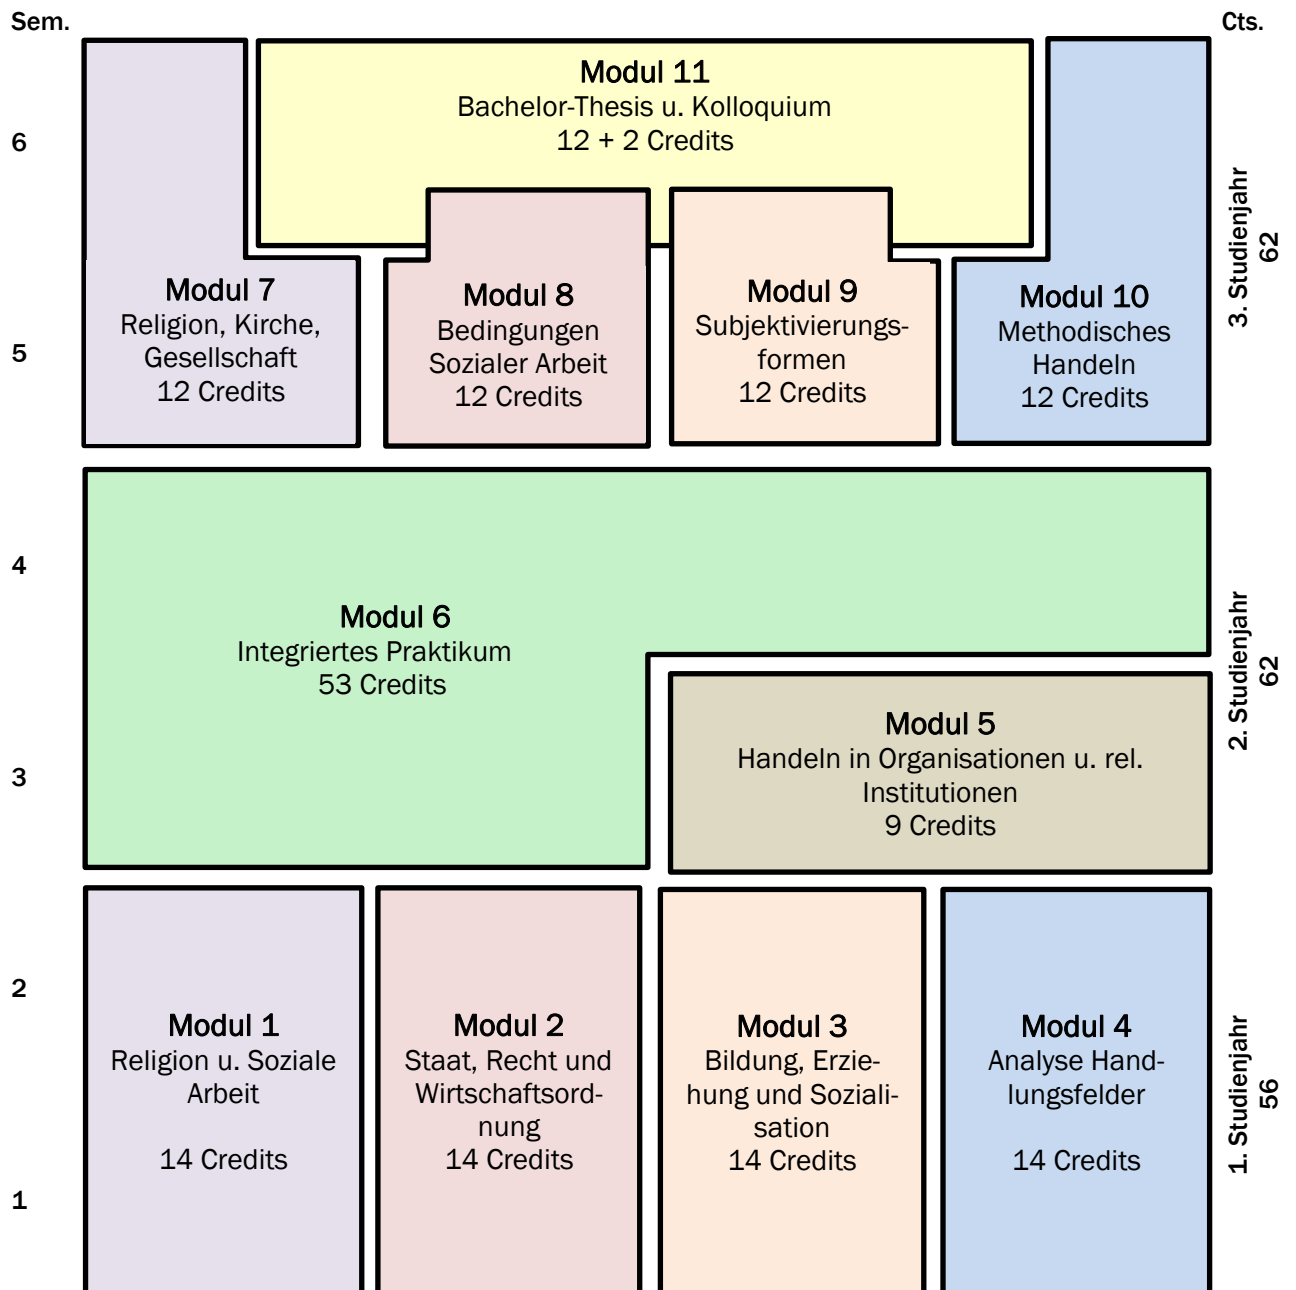 Sem.
Cts.
Modul 11
Bachelor-Thesis u. Kolloquium
12 + 2 Credits
6
3. Studienjahr
62
Modul 7
Religion, Kirche,
Gesellschaft
12 Credits
Modul 8
Bedingungen
Sozialer Arbeit
12 Credits
Modul 9
Subjektivierungs-
formen
12 Credits
Modul 10
Methodisches
Handeln
12 Credits
5
4
Modul 6
Integriertes Praktikum
53 Credits
2. Studienjahr
62
Modul 5
Handeln in Organisationen u. rel.
Institutionen
9 Credits
3
2
Modul 1
Religion u. Soziale
Arbeit
14 Credits
Modul 2
Staat, Recht und
Wirtschaftsord-
nung
14 Credits
Modul 3
Bildung, Erzie-
hung und Soziali-
sation
14 Credits
Modul 4
Analyse Hand-
lungsfelder
14 Credits
1. Studienjahr
56
1